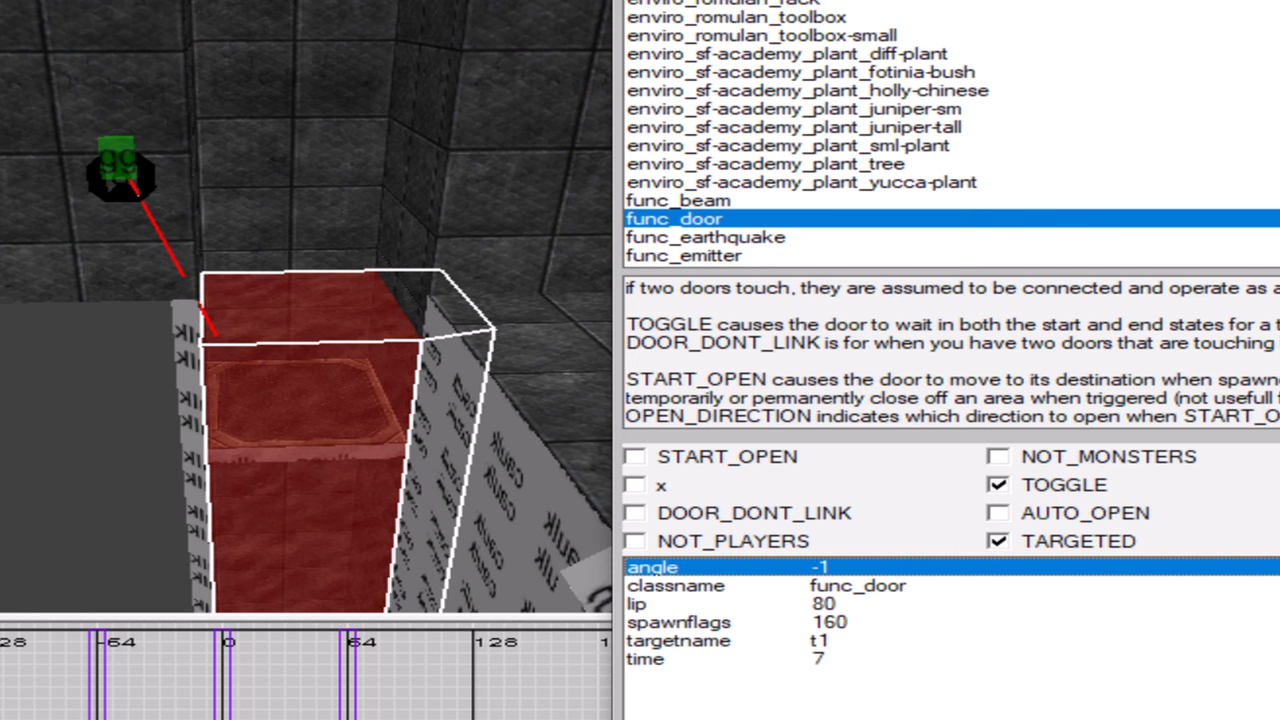 enviro_romulan_rack
enviro_romulan_toolbox
enviro_romulan_toolbox-small
enviro_sf-academy_plant_diff-plant
enviro_sf-academy_plant_fotinia-bush
enviro_sf-academy_plant_holly-chinese
enviro_sf-academy_plant_juniper-sm
enviro_sf-academy_plant_juniper-tall
enviro_sf-academy_plant_sml-plant
enviro_sf-academy_plant_tree
enviro_sf-academy_plant_yucca-plant
func_beam
func_door
func_earthquake
func_emitter
if two doors touch, they are assumed to be connected and operate as a
TOGGLE causes the door to wait in both the start and end states for a t
DOOR_DONT_LINK is for when you have two doors that are touching
START_OPEN causes the door to move to its destination when spawne
temporarily or permanently close off an area when triggered (not usefull f
OPEN_DIRECTION indicates which direction to open when START_O
START_OPEN NOT_MONSTERS
x TOGGLE
DOOR_DONT_LINK AUTO_OPEN
NOT_PLAYERS TARGETED
angle -1
classname func_door
lip 80
spawnflags 160
targetname t1
time 7
caulk
caulk
28 -64 0 64 128 1